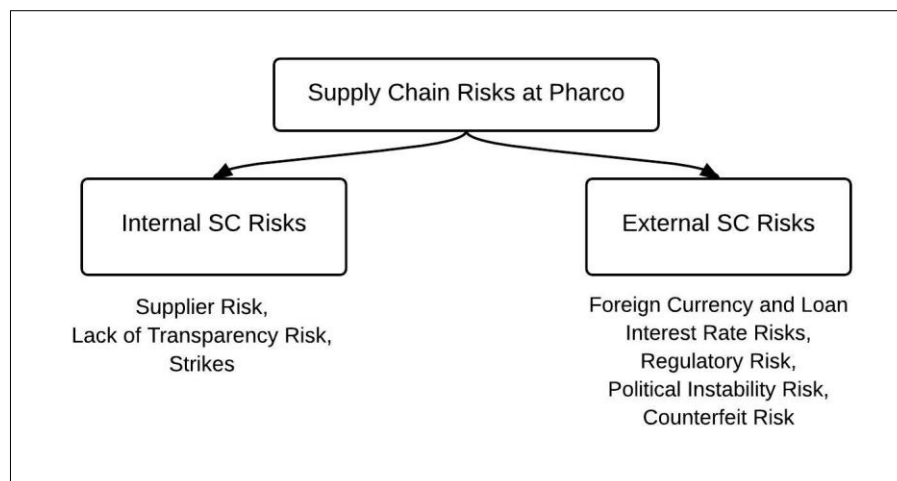 Supply Chain Risks at Pharco
Internal SC Risks
Supplier Risk,
Lack of Transparency Risk,
Strikes
External SC Risks
Foreign Currency and Loan
Interest Rate Risks,
Regulatory Risk,
Political Instability Risk,
Counterfeit Risk